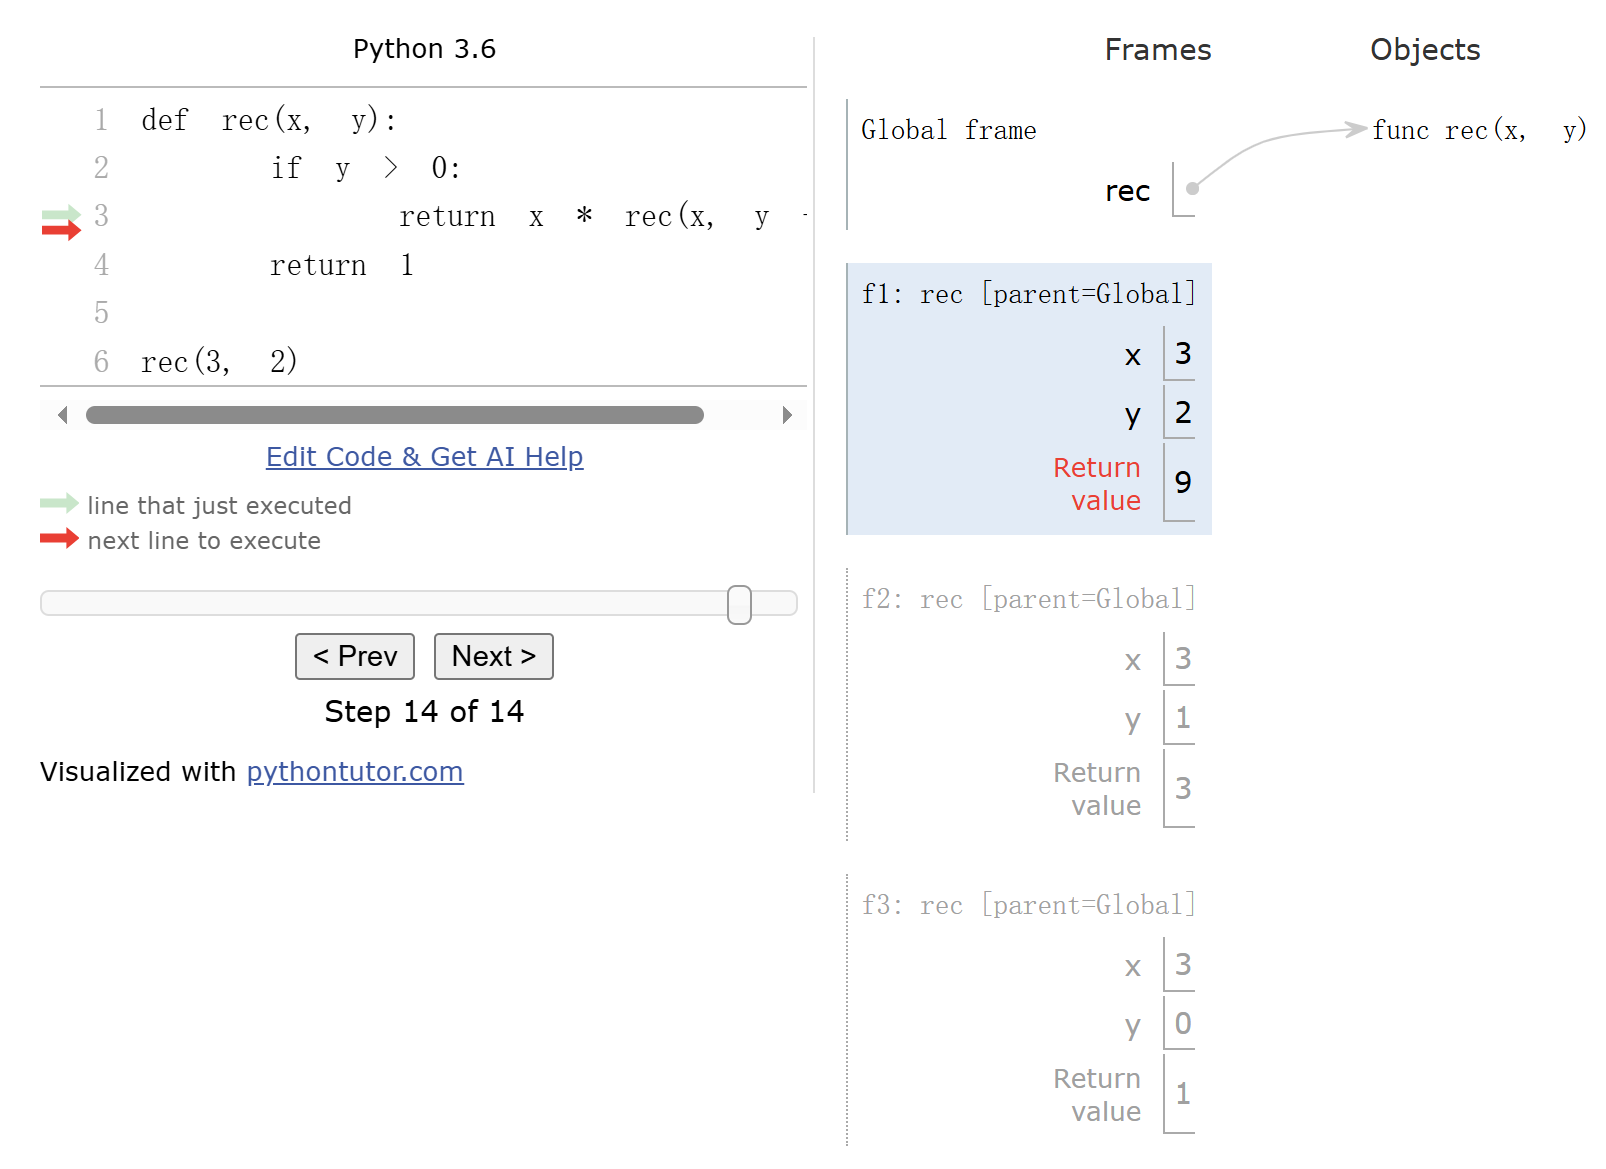 Python 3.6
1 def rec(x, y):
2 if y > 0:
3 return x * rec(x, y -
4 return 1
5
6 rec(3, 2)
Edit Code & Get AI Help
line that just executed
next line to execute
< Prev
Next >
Step 14 of 14
Visualized with pythontutor.com
Frames
Objects
Global frame
rec
func rec(x, y)
f1: rec [parent=Global]
x 3
y 2
Return
value 9
f2: rec [parent=Global]
x 3
y 1
Return
value 3
f3: rec [parent=Global]
x 3
y 0
Return
value 1